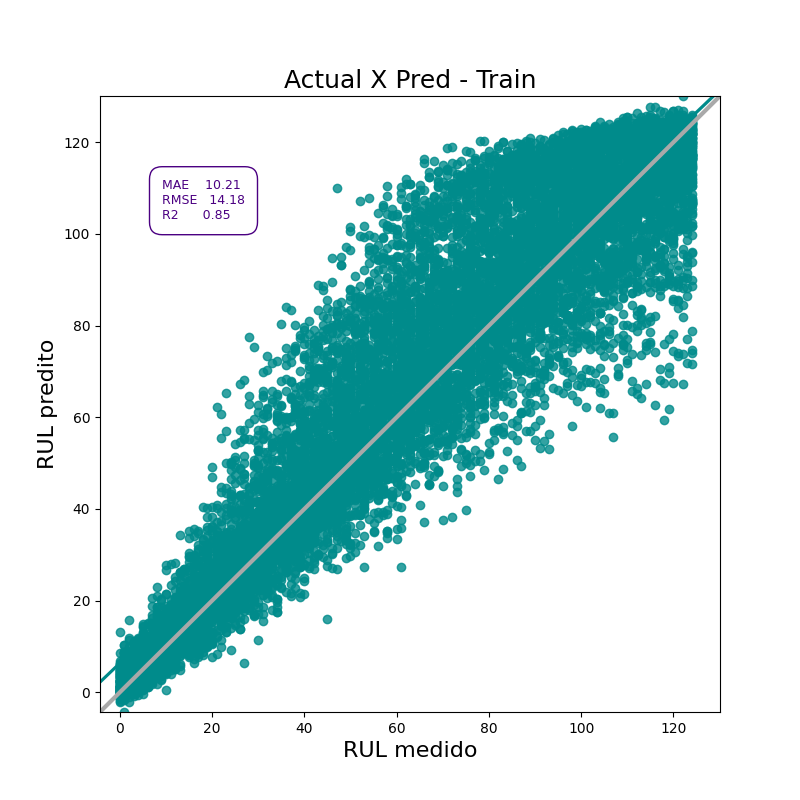 Actual X Pred - Train
120
100
80
60
40
20
0
RUL predito
MAE 10.21
RMSE 14.18
R2 0.85
0 20 40 60 80 100 120
RUL medido